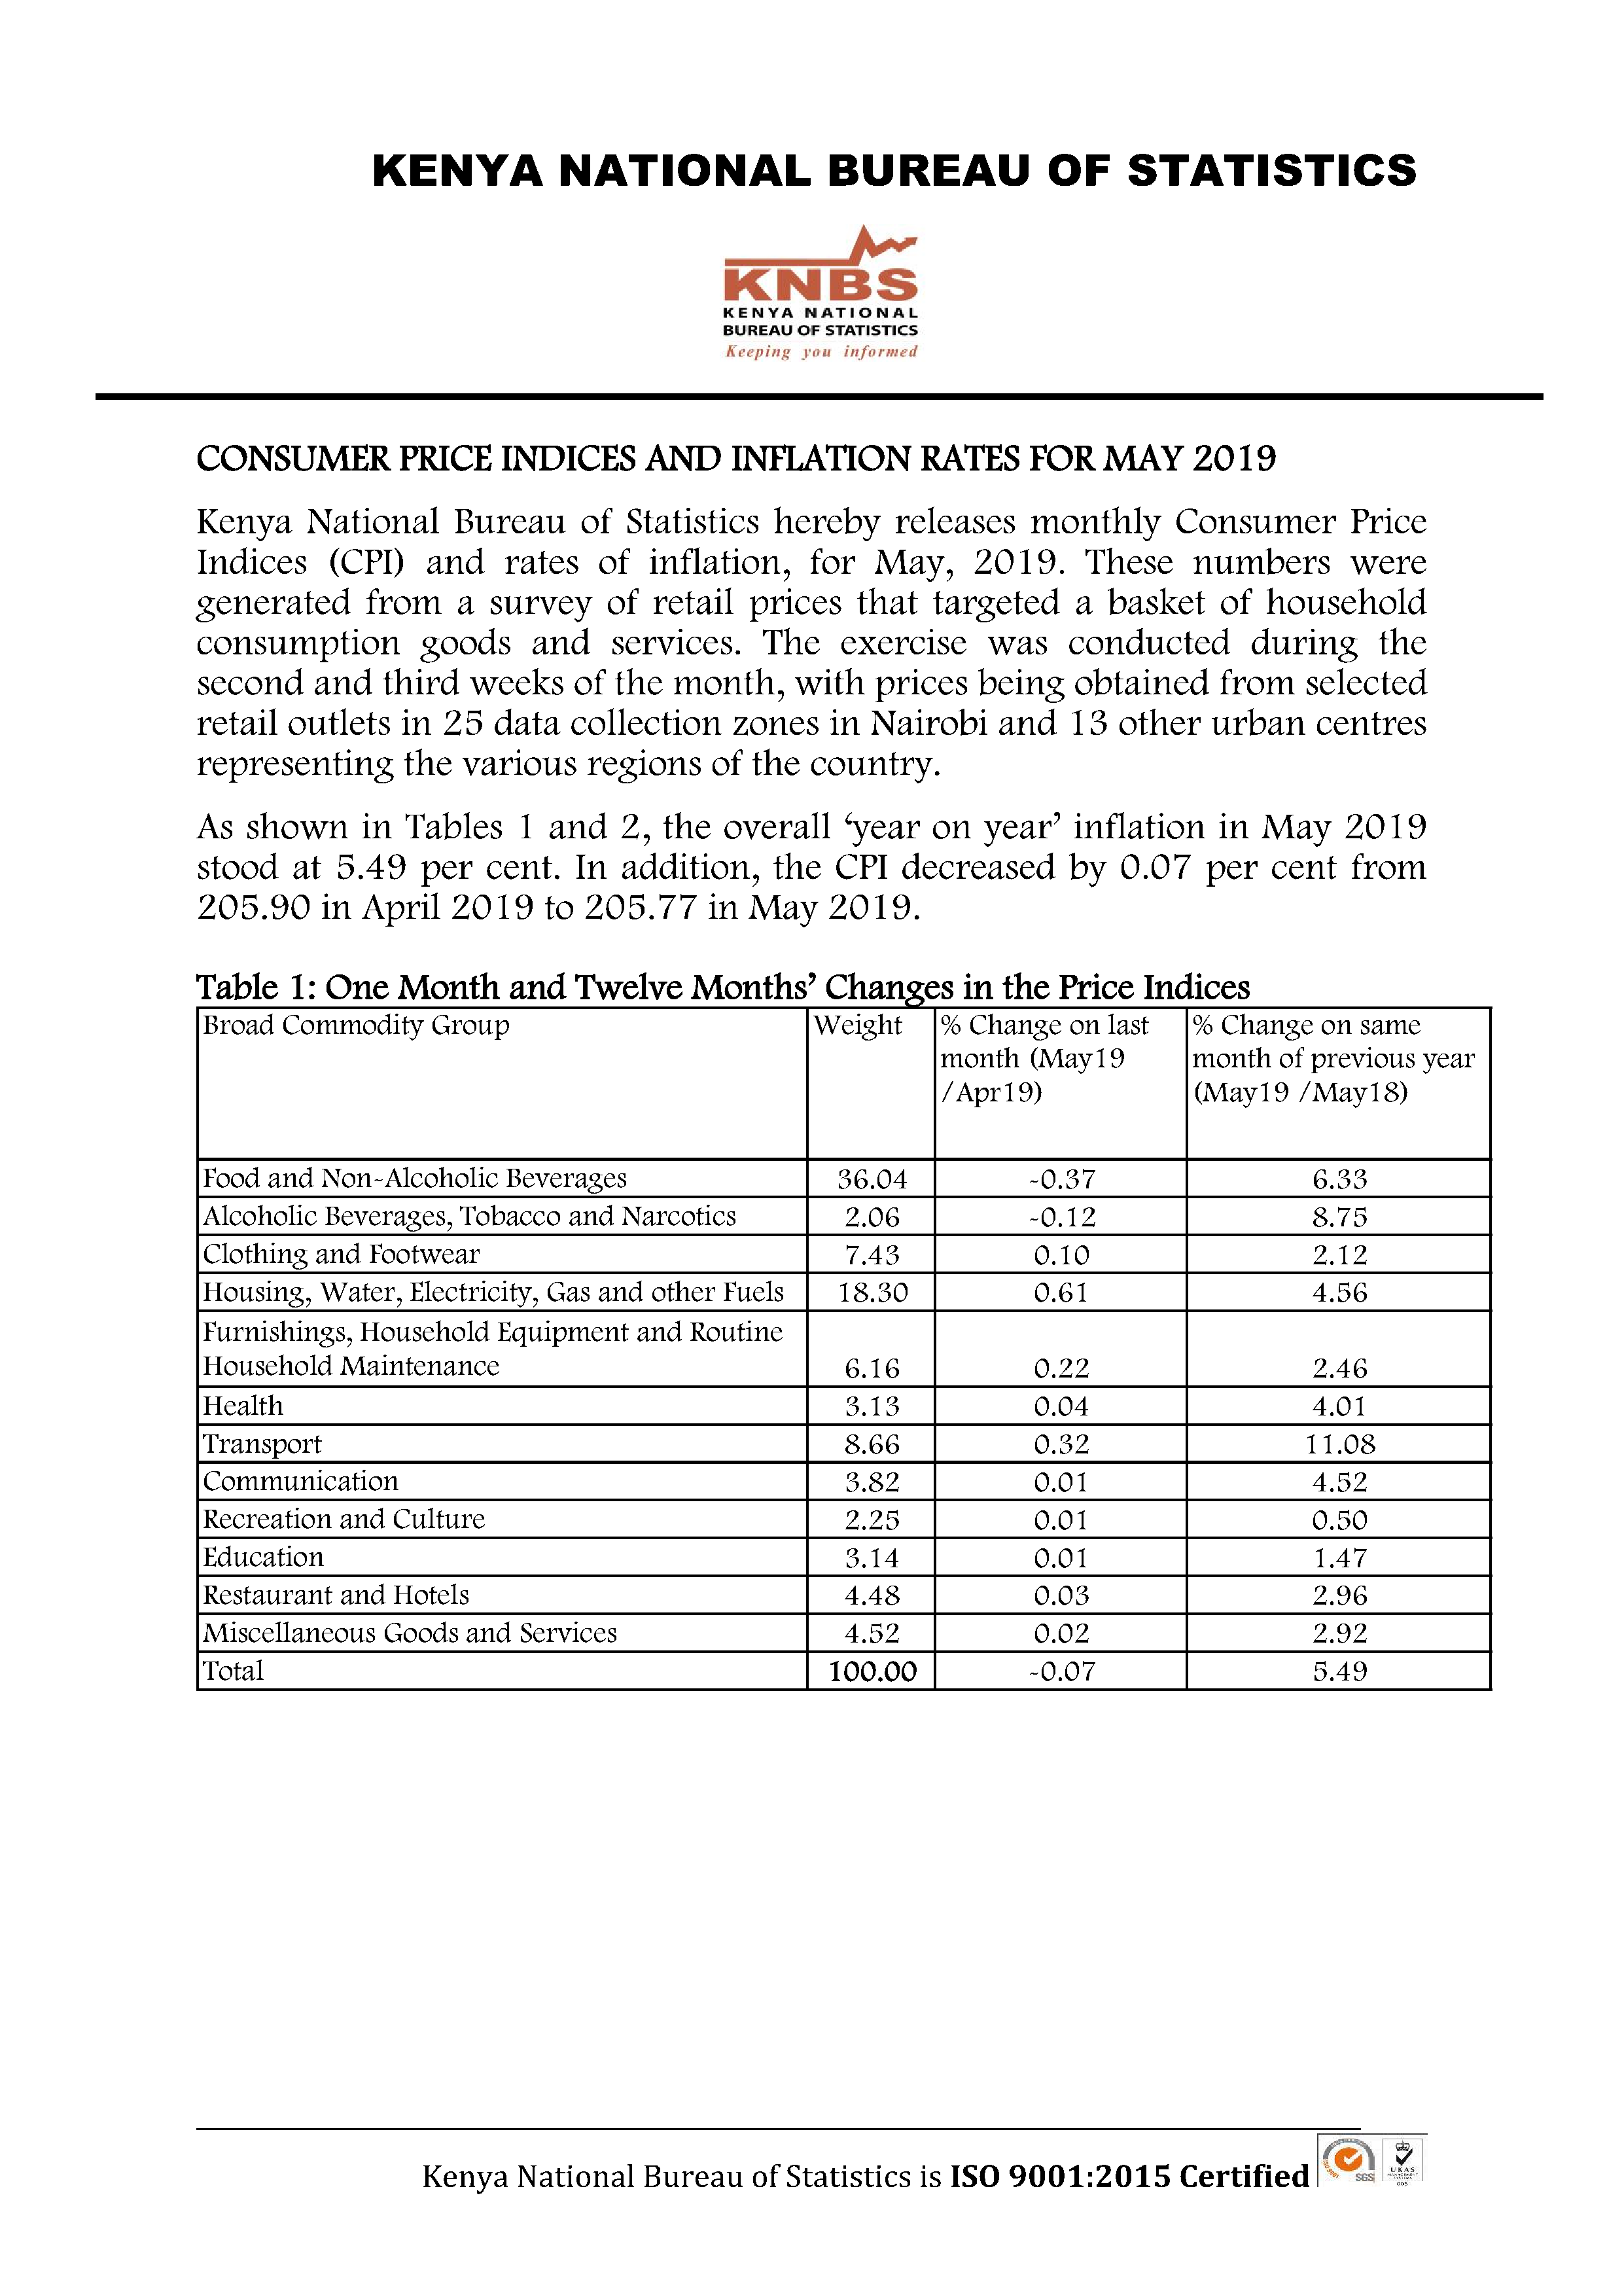 KENYA NATIONAL BUREAU OF STATISTICS
KNBS
KENYA NATIONAL
BUREAU OF STATISTICS
Keeping you informed
CONSUMER PRICE INDICES AND INFLATION RATES FOR MAY 2019
Kenya National Bureau of Statistics hereby releases monthly Consumer Price
Indices (CPI) and rates of inflation, for May, 2019. These numbers were
generated from a survey of retail prices that targeted a basket of household
consumption goods and services. The exercise was conducted during the
second and third weeks of the month, with prices being obtained from selected
retail outlets in 25 data collection zones in Nairobi and 13 other urban centres
representing the various regions of the country.
As shown in Tables 1 and 2, the overall ‘year on year’ inflation in May 2019
stood at 5.49 per cent. In addition, the CPI decreased by 0.07 per cent from
205.90 in April 2019 to 205.77 in May 2019.
Table 1: One Month and Twelve Months’ Changes in the Price Indices
Broad Commodity Group Weight % Change on last % Change on same
month (May19 month of previous year
/Apr19) (May19 /May18)
Food and Non-Alcoholic Beverages 36.04 -0.37 6.33
Alcoholic Beverages, Tobacco and Narcotics 2.06 -0.12 8.75
Clothing and Footwear 7.43 0.10 2.12
Housing, Water, Electricity, Gas and other Fuels 18.30 0.61 4.56
Furnishings, Household Equipment and Routine
Household Maintenance 6.16 0.22 2.46
Health 3.13 0.04 4.01
Transport 8.66 0.32 11.08
Communication 3.82 0.01 4.52
Recreation and Culture 2.25 0.01 0.50
Education 3.14 0.01 1.47
Restaurant and Hotels 4.48 0.03 2.96
Miscellaneous Goods and Services 4.52 0.02 2.92
Total 100.00 -0.07 5.49
Kenya National Bureau of Statistics is ISO 9001:2015 Certified
SGS
UKAS